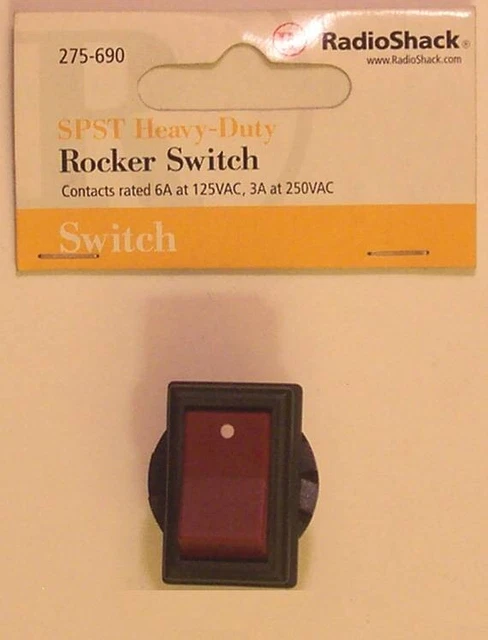 275-690
RadioShack®
www.RadioShack.com
SPST Heavy-Duty
Rocker Switch
Contacts rated 6A at 125VAC, 3A at 250VAC
Switch